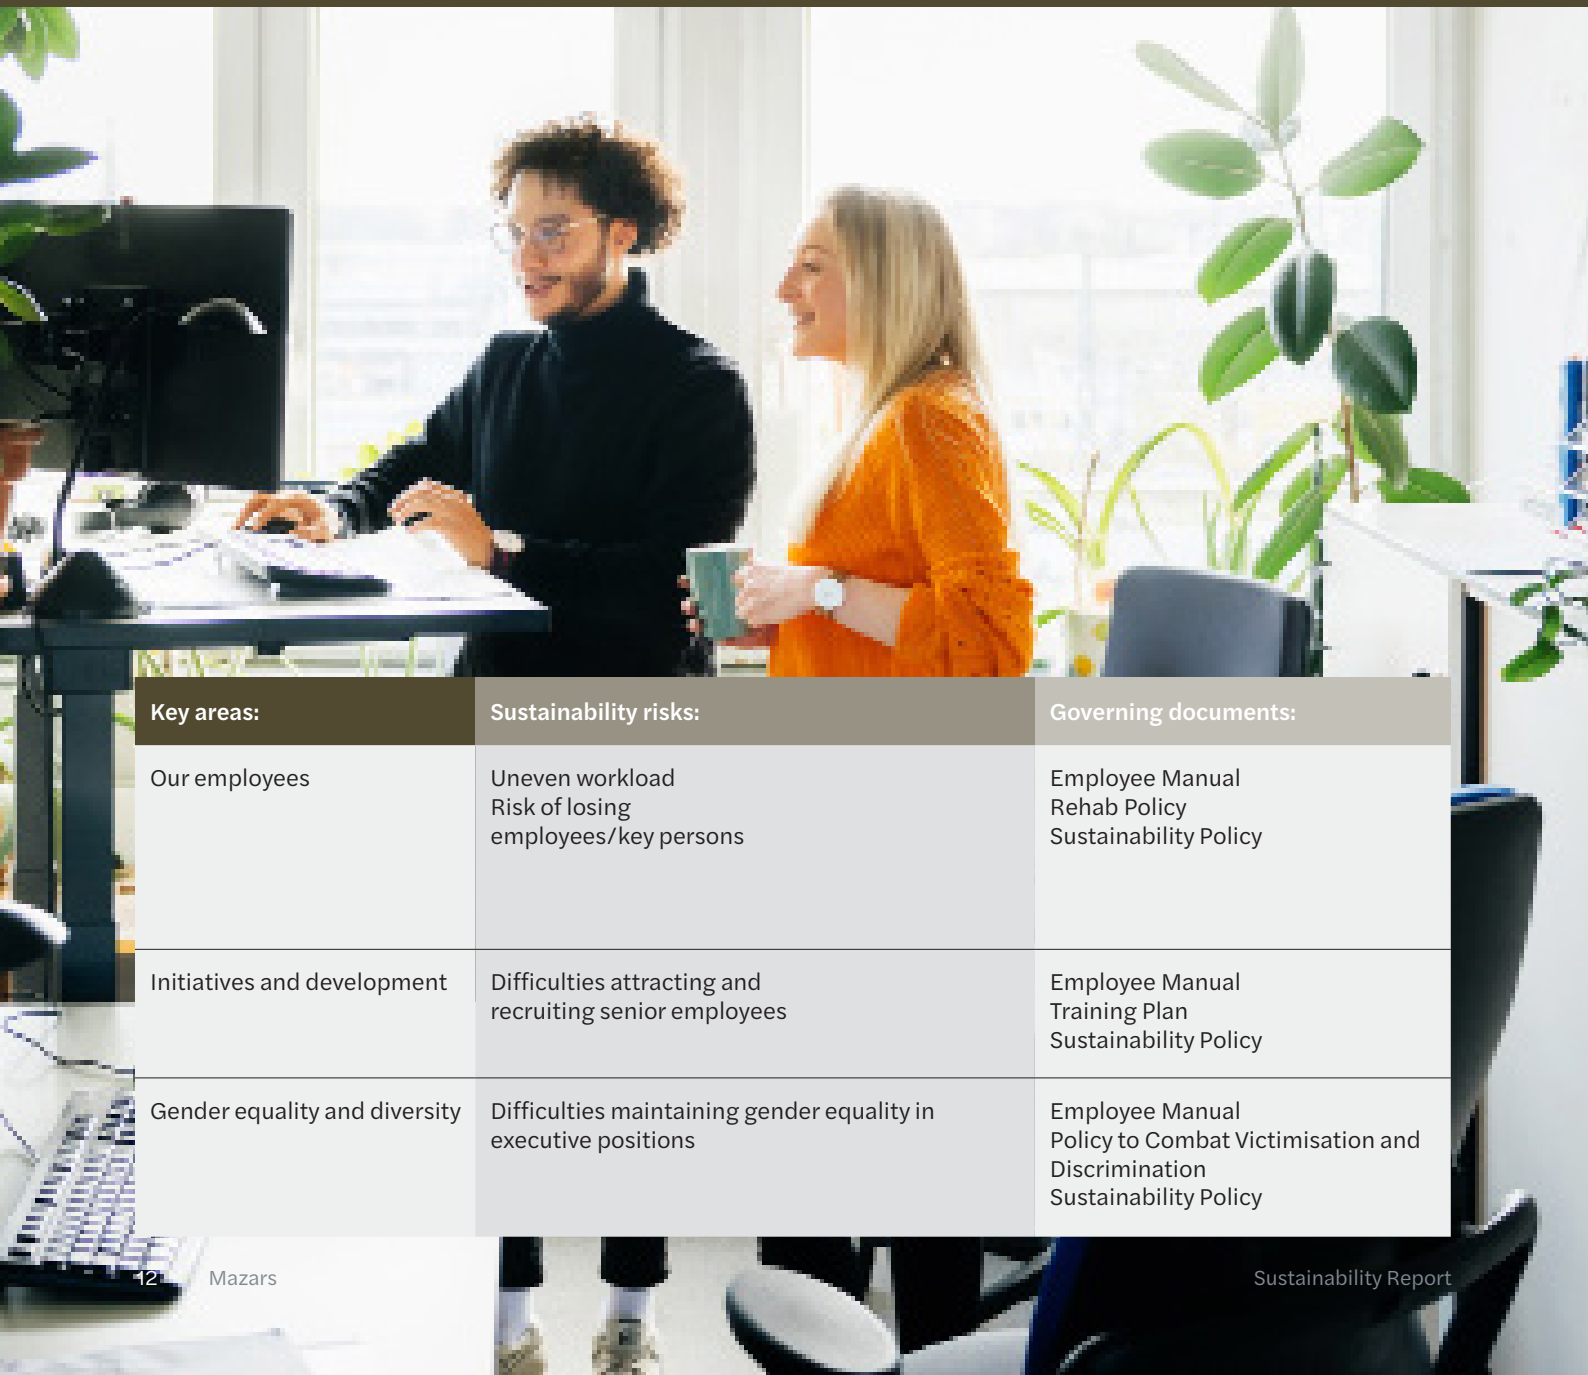 Key areas:
Sustainability risks:
Governing documents:
Our employees
Uneven workload
Risk of losing
employees/key persons
Employee Manual
Rehab Policy
Sustainability Policy
Initiatives and development
Difficulties attracting and
recruiting senior employees
Employee Manual
Training Plan
Sustainability Policy
Gender equality and diversity
Difficulties maintaining gender equality in
executive positions
Employee Manual
Policy to Combat Victimisation and
Discrimination
Sustainability Policy
12
Mazars
Sustainability Report